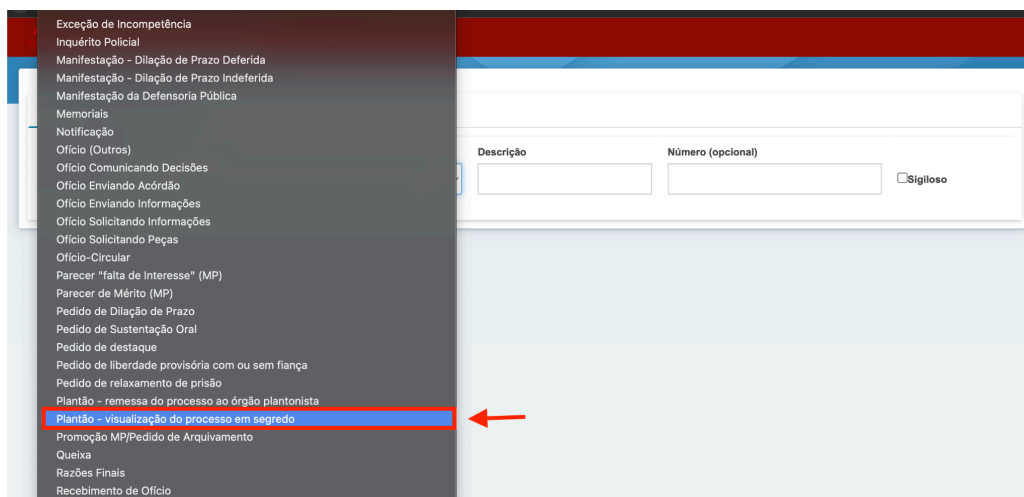 Exceção de Incompetência
Inquérito Policial
Manifestação - Dilação de Prazo Deferida
Manifestação - Dilação de Prazo Indeferida
Manifestação da Defensoria Pública
Memoriais
Notificação
Ofício (Outros)
Ofício Comunicando Decisões
Ofício Enviando Acórdão
Ofício Enviando Informações
Ofício Solicitando Informações
Ofício Solicitando Peças
Ofício-Circular
Parecer "falta de Interesse" (MP)
Parecer de Mérito (MP)
Pedido de Dilação de Prazo
Pedido de Sustentação Oral
Pedido de destaque
Pedido de liberdade provisória com ou sem fiança
Pedido de relaxamento de prisão
Plantão - remessa do processo ao órgão plantonista
Plantão - visualização do processo em segredo
Promoção MP/Pedido de Arquivamento
Queixa
Razões Finais
Recebimento de Ofício
Descrição
Número (opcional)
Sigiloso